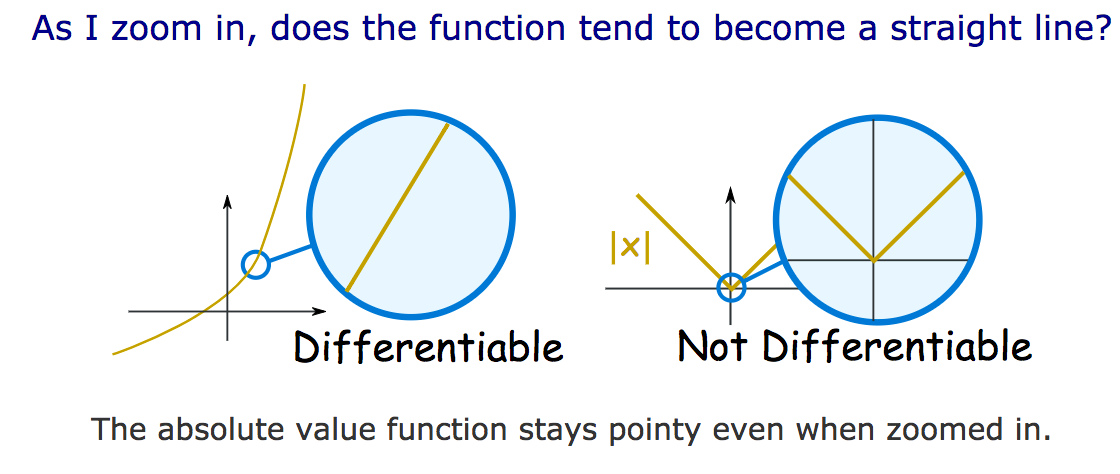 As I zoom in, does the function tend to become a straight line?
|x|
Differentiable
Not Differentiable
The absolute value function stays pointy even when zoomed in.